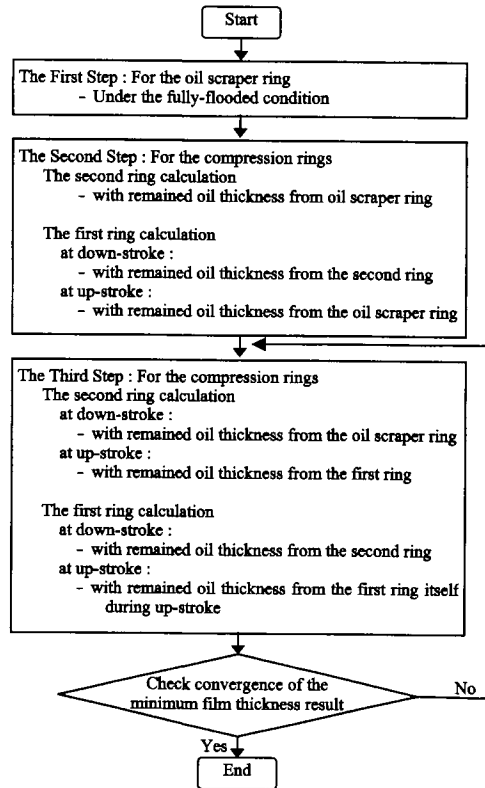 Start
The First Step : For the oil scraper ring
- Under the fully-flooded condition
The Second Step : For the compression rings
The second ring calculation
- with remained oil thickness from oil scraper ring
The first ring calculation
at down-stroke :
- with remained oil thickness from the second ring
at up-stroke :
- with remained oil thickness from the oil scraper ring
The Third Step : For the compression rings
The second ring calculation
at down-stroke :
- with remained oil thickness from the oil scraper ring
at up-stroke:
- with remained oil thickness from the first ring
The first ring calculation
at down-stroke :
- with remained oil thickness from the second ring
at up-stroke :
- with remained oil thickness from the first ring itself
during up-stroke
Check convergence of the
minimum film thickness result
No
Yes
End